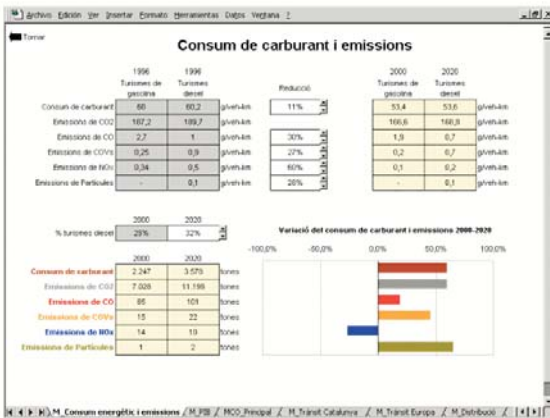 Archivo Edición Ver Insertar Formato Herramientas Datos Ventana ?
Tornar
Consum de carburant i emissions
1996 1996 2000 2020
Turismes de gasolina Turismes diesel Reducció Turismes de gasolina Turismes diesel
Consum de carburant 60 60,2 g/veh-km 11% 53,4 53,6 g/veh-km
Emissions de CO2 187,2 189,7 g/veh-km 166,6 168,8 g/veh-km
Emissions de CO 2,7 1 g/veh-km 30% 1,9 0,7 g/veh-km
Emissions de COVs 0,25 0,9 g/veh-km 27% 0,2 0,7 g/veh-km
Emissions de NOx 0,34 0,5 g/veh-km 60% 0,1 0,2 g/veh-km
Emissions de Partícules - 0,1 g/veh-km 28% - 0,1 g/veh-km
2000 2020
% turismes diesel 28% 32%
Variació del consum de carburant i emissions 2000-2020
-100,0% -50,0% 0,0% 50,0% 100,0%
2000 2020
Consum de carburant 2.247 3.578 tones
Emissions de CO2 7.028 tones
Emissions de CO 85 101 tones
Emissions de COVs 15 22 tones
Emissions de NOx 14 10 tones
Emissions de Partícules 1 2 tones
M_Consum energètic i emissions M_PIB MCO_Principal M_Trànsit Catalunya M_Trànsit Europa M_Distribució